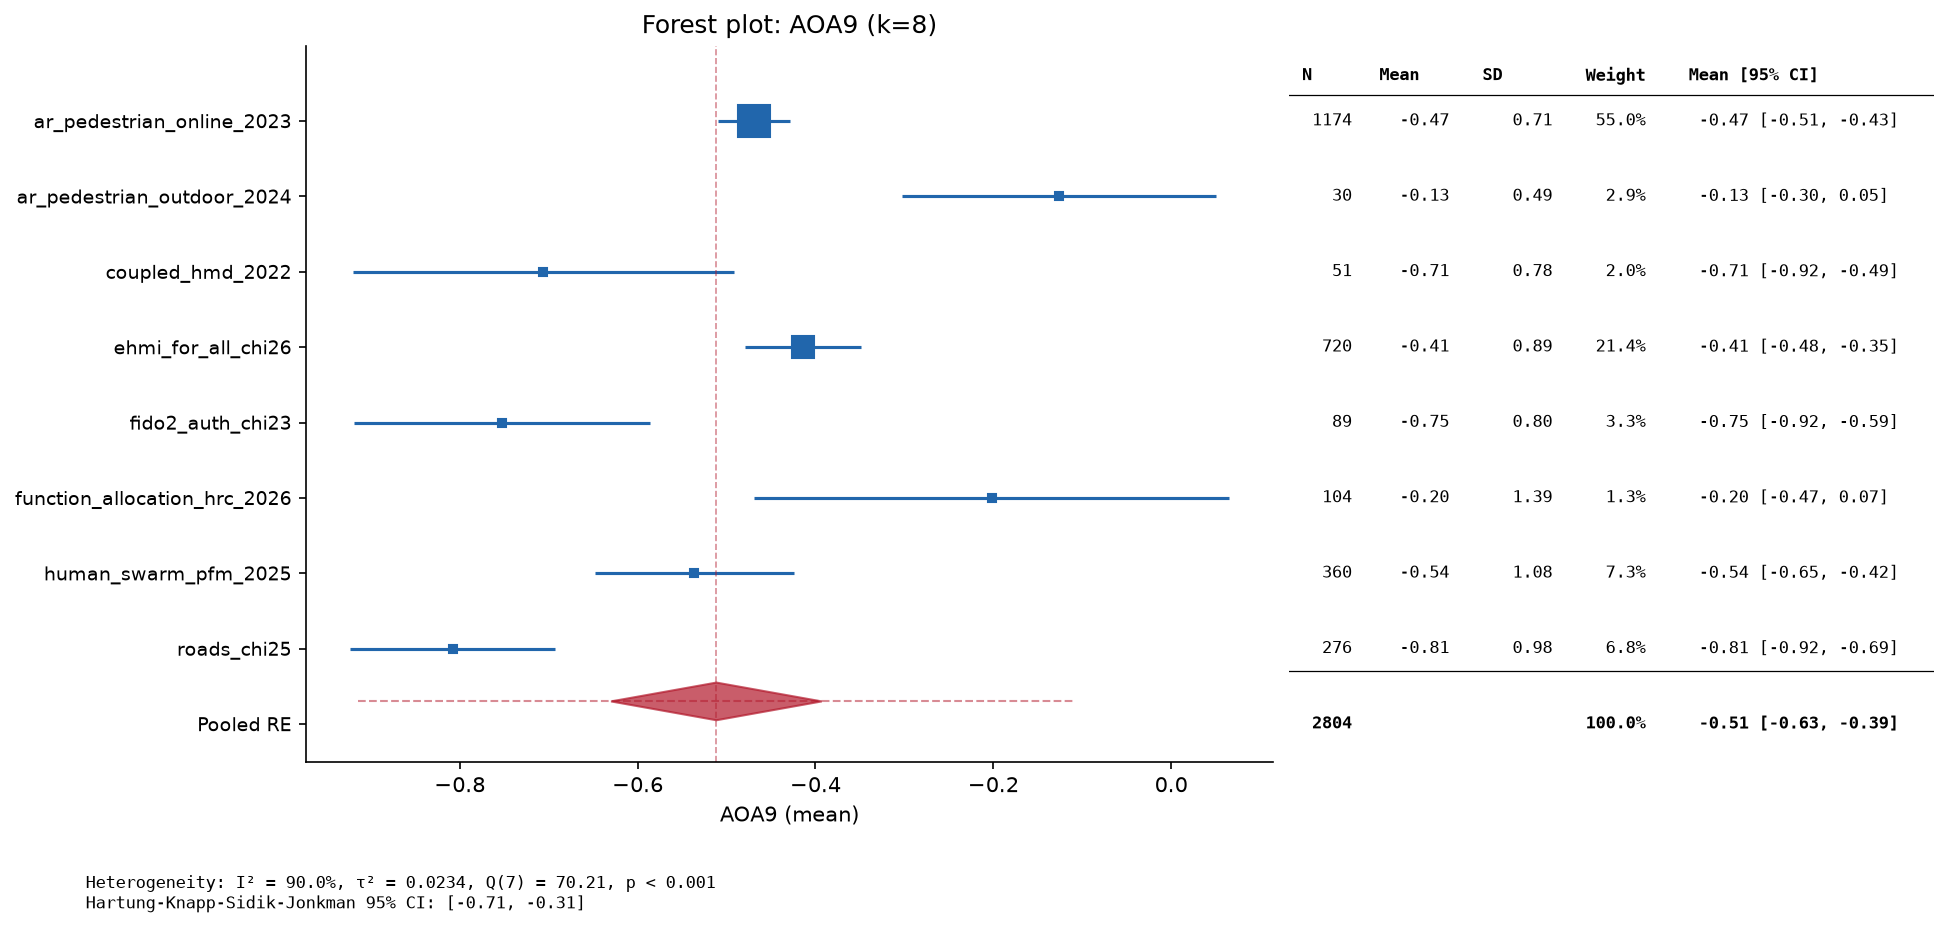 Forest plot: AOA9 (k=8)
N Mean SD Weight Mean [95% CI]
ar_pedestrian_online_2023 1174 -0.47 0.71 55.0% -0.47 [-0.51, -0.43]
ar_pedestrian_outdoor_2024 30 -0.13 0.49 2.9% -0.13 [-0.30, 0.05]
coupled_hmd_2022 51 -0.71 0.78 2.0% -0.71 [-0.92, -0.49]
ehmi_for_all_chi26 720 -0.41 0.89 21.4% -0.41 [-0.48, -0.35]
fido2_auth_chi23 89 -0.75 0.80 3.3% -0.75 [-0.92, -0.59]
function_allocation_hrc_2026 104 -0.20 1.39 1.3% -0.20 [-0.47, 0.07]
human_swarm_pfm_2025 360 -0.54 1.08 7.3% -0.54 [-0.65, -0.42]
roads_chi25 276 -0.81 0.98 6.8% -0.81 [-0.92, -0.69]
Pooled RE 2804 100.0% -0.51 [-0.63, -0.39]
−0.8 −0.6 −0.4 −0.2 0.0
AOA9 (mean)
Heterogeneity: I² = 90.0%, τ² = 0.0234, Q(7) = 70.21, p < 0.001
Hartung-Knapp-Sidik-Jonkman 95% CI: [-0.71, -0.31]